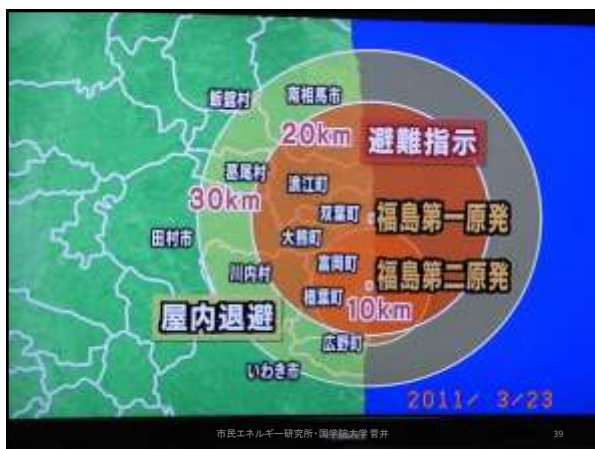 飯舘村
南相馬市
20km
避難指示
葛尾村
30km
浪江町
双葉町
福島第一原発
田村市
大熊町
川内村
富岡町
福島第二原発
楢葉町
10km
屋内退避
広野町
いわき市
2011/ 3/23
市民エネルギー研究所・国学院大学 菅井
39